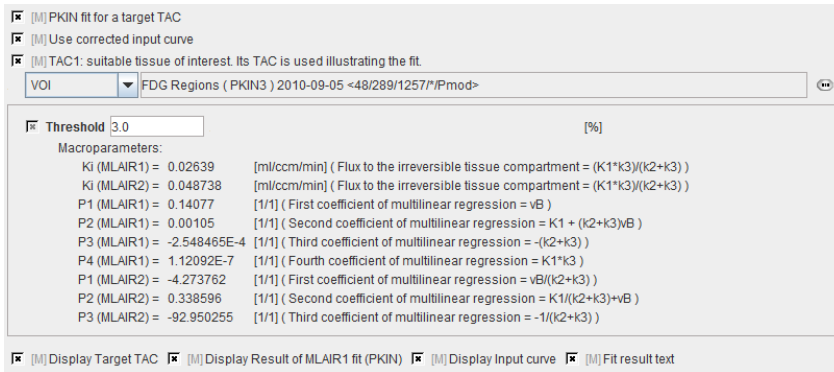 [M] PKIN fit for a target TAC
[M] Use corrected input curve
[M] TAC1: suitable tissue of interest. Its TAC is used illustrating the fit.
VOI FDG Regions ( PKIN3 ) 2010-09-05 <48/289/1257/*/Pmod>
Threshold 3.0 [%]
Macroparameters:
Ki (MLAIR1) = 0.02639 [ml/ccm/min] ( Flux to the irreversible tissue compartment = (K1*k3)/(k2+k3) )
Ki (MLAIR2) = 0.048738 [ml/ccm/min] ( Flux to the irreversible tissue compartment = (K1*k3)/(k2+k3) )
P1 (MLAIR1) = 0.14077 [1/1] ( First coefficient of multilinear regression = vB )
P2 (MLAIR1) = 0.00105 [1/1] ( Second coefficient of multilinear regression = K1 + (k2+k3)vB )
P3 (MLAIR1) = -2.548465E-4 [1/1] ( Third coefficient of multilinear regression = -(k2+k3) )
P4 (MLAIR1) = 1.12092E-7 [1/1] ( Fourth coefficient of multilinear regression = K1*k3 )
P1 (MLAIR2) = -4.273762 [1/1] ( First coefficient of multilinear regression = vB/(k2+k3) )
P2 (MLAIR2) = 0.338596 [1/1] ( Second coefficient of multilinear regression = K1/(k2+k3)+vB )
P3 (MLAIR2) = -92.950255 [1/1] ( Third coefficient of multilinear regression = -1/(k2+k3) )
[M] Display Target TAC [M] Display Result of MLAIR1 fit (PKIN) [M] Display Input curve [M] Fit result text